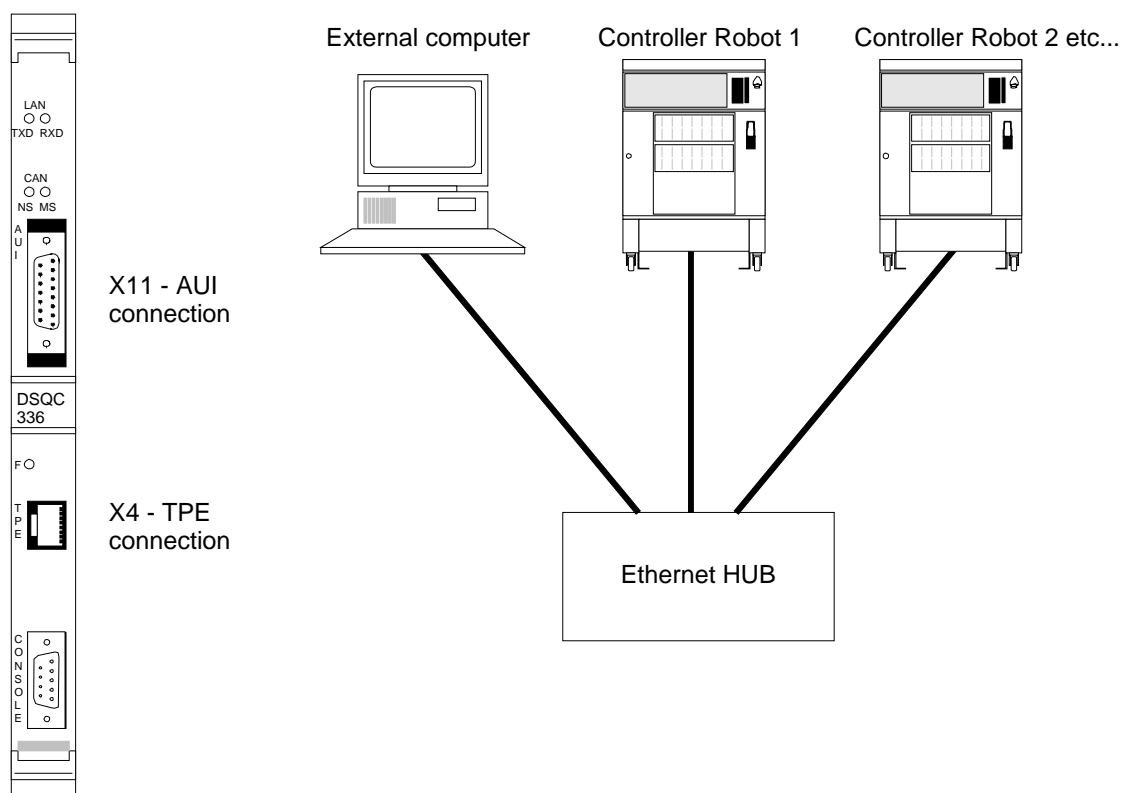 External computer
Controller Robot 1
Controller Robot 2 etc...
LAN
TXD RXD
CAN
NS MS
AUI
X11 - AUI
connection
DSQC
336
F
TPE
X4 - TPE
connection
Ethernet HUB
CONSOLE